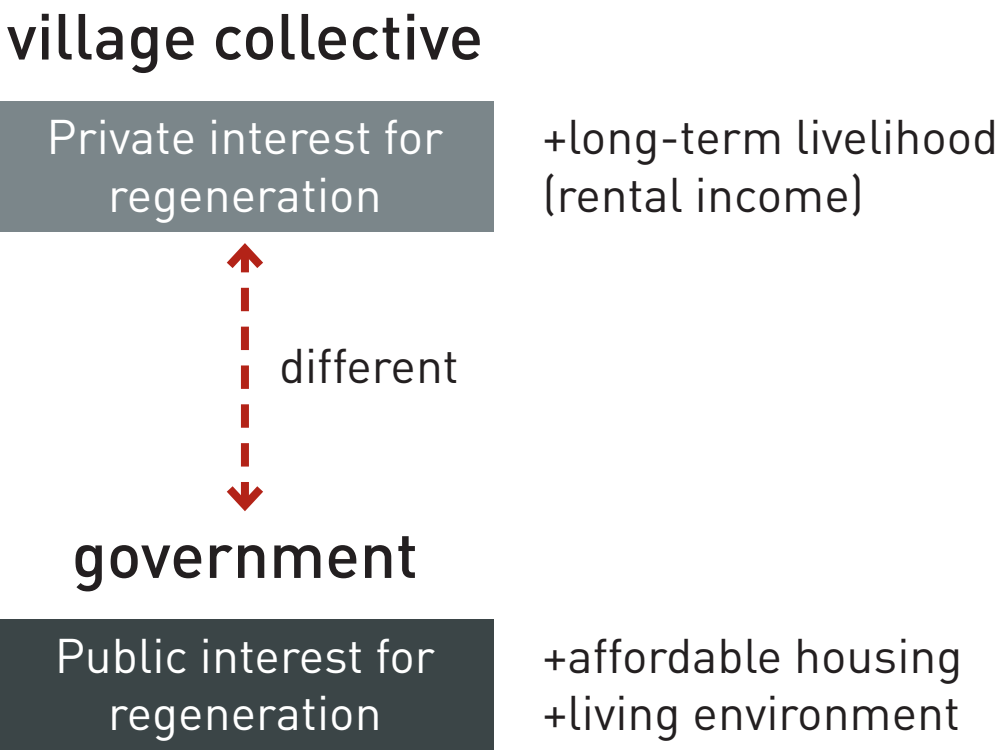 village collective
Private interest for
regeneration
+long-term livelihood
(rental income)
different
government
Public interest for
regeneration
+affordable housing
+living environment